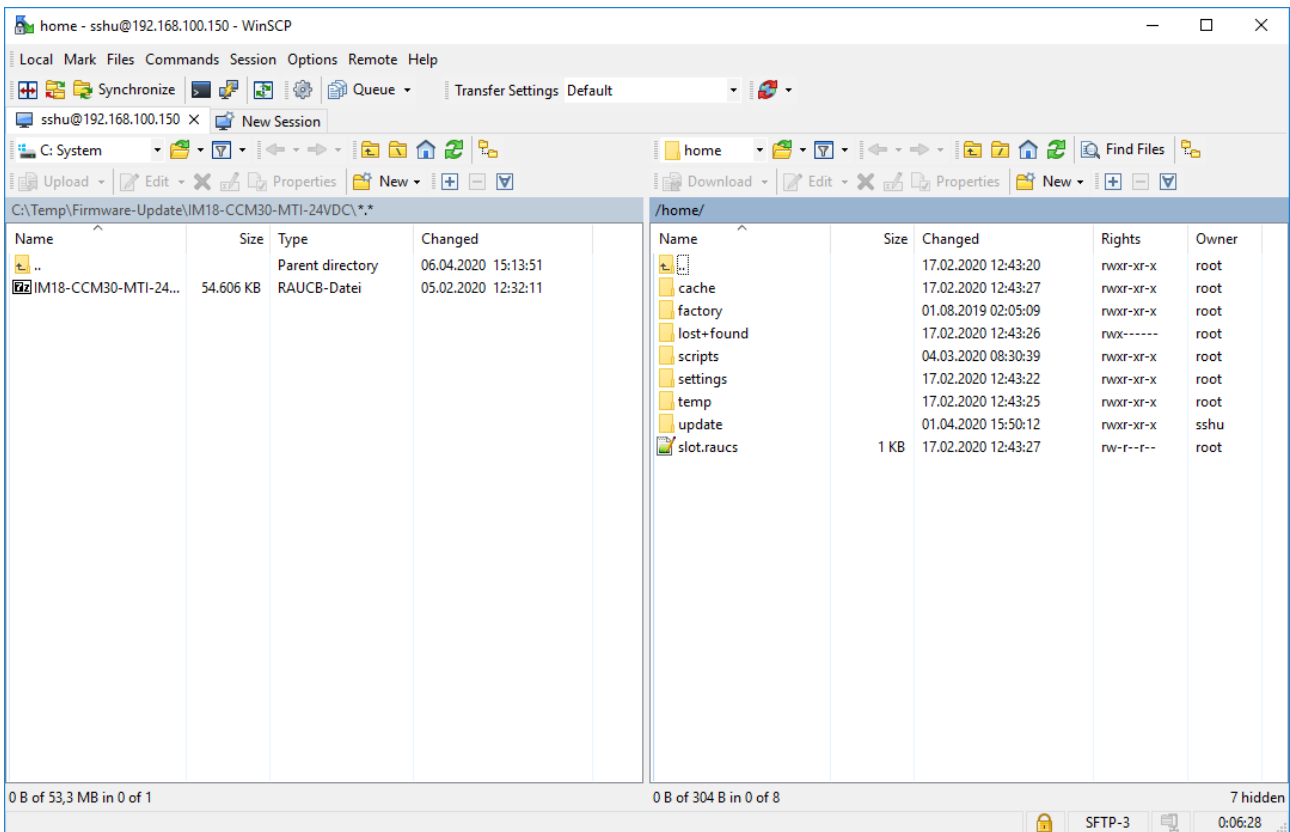 home - sshu@192.168.100.150 - WinSCP
Local Mark Files Commands Session Options Remote Help
Synchronize Queue Transfer Settings Default
sshu@192.168.100.150 New Session
C: System home Find Files
Upload Edit Properties New Download Edit Properties New
C:\Temp\Firmware-Update\IM18-CCM30-MTI-24VDC\*.* /home/
Name Size Type Changed
.. Parent directory 06.04.2020 15:13:51
IM18-CCM30-MTI-24... 54.606 KB RAUCB-Datei 05.02.2020 12:32:11
0 B of 53,3 MB in 0 of 1
Name Size Changed Rights Owner
.. 17.02.2020 12:43:20 rwxr-xr-x root
cache 17.02.2020 12:43:27 rwxr-xr-x root
factory 01.08.2019 02:05:09 rwxr-xr-x root
lost+found 17.02.2020 12:43:26 rwx------ root
scripts 04.03.2020 08:30:39 rwxr-xr-x root
settings 17.02.2020 12:43:22 rwxr-xr-x root
temp 17.02.2020 12:43:25 rwxr-xr-x root
update 01.04.2020 15:50:12 rwxr-xr-x sshu
slot.raucs 1 KB 17.02.2020 12:43:27 rw-r--r-- root
0 B of 304 B in 0 of 8 7 hidden
SFTP-3 0:06:28